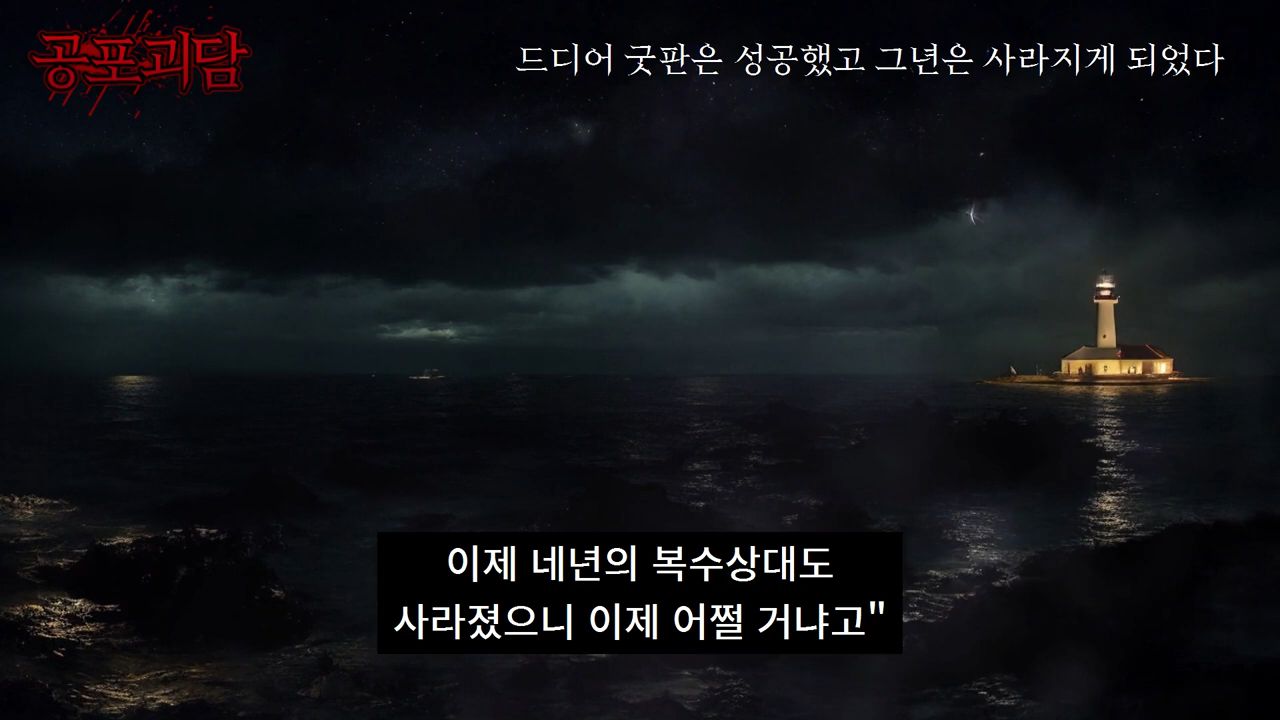 공포괴담
드디어 굿판은 성공했고 그년은 사라지게 되었다
이제 네년의 복수상대도
사라졌으니 이제 어쩔 거냐고"